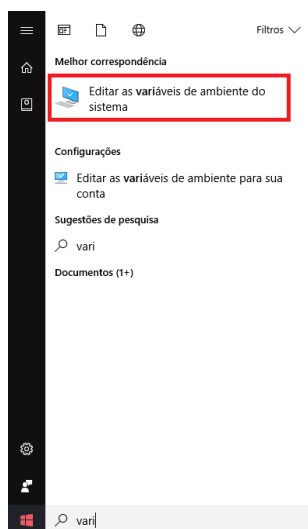 Filtros
Melhor correspondência
Editar as variáveis de ambiente do
sistema
Configurações
Editar as variáveis de ambiente para sua
conta
Sugestões de pesquisa
vari
Documentos (1+)
vari